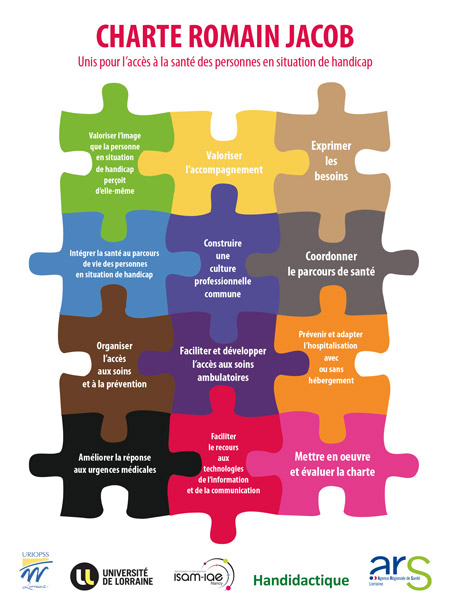 CHARTE ROMAIN JACOB
Unis pour l'accès à la santé des personnes en situation de handicap
Valoriser l'image
que la personne
en situation
de handicap
perçoit
d'elle-même
Valoriser
l'accompagnement
Exprimer
les
besoins
Intégrer la santé au parcours
de vie des personnes
en situation de handicap
Construire
une
culture
professionnelle
commune
Coordonner
le parcours de santé
Organiser
l'accès
aux soins
et à la prévention
Faciliter et développer
l'accès aux soins
ambulatoires
Prévenir et adapter
l'hospitalisation
avec
ou sans
hébergement
Améliorer la réponse
aux urgences médicales
Faciliter
le recours
aux
technologies
de l'information
et de la communication
Mettre en oeuvre
et évaluer la charte
URIOPSS
Lorraine
UNIVERSITÉ
DE LORRAINE
isam-iae
Nancy
Handidactique
ars
Agence Régionale de Santé
Lorraine